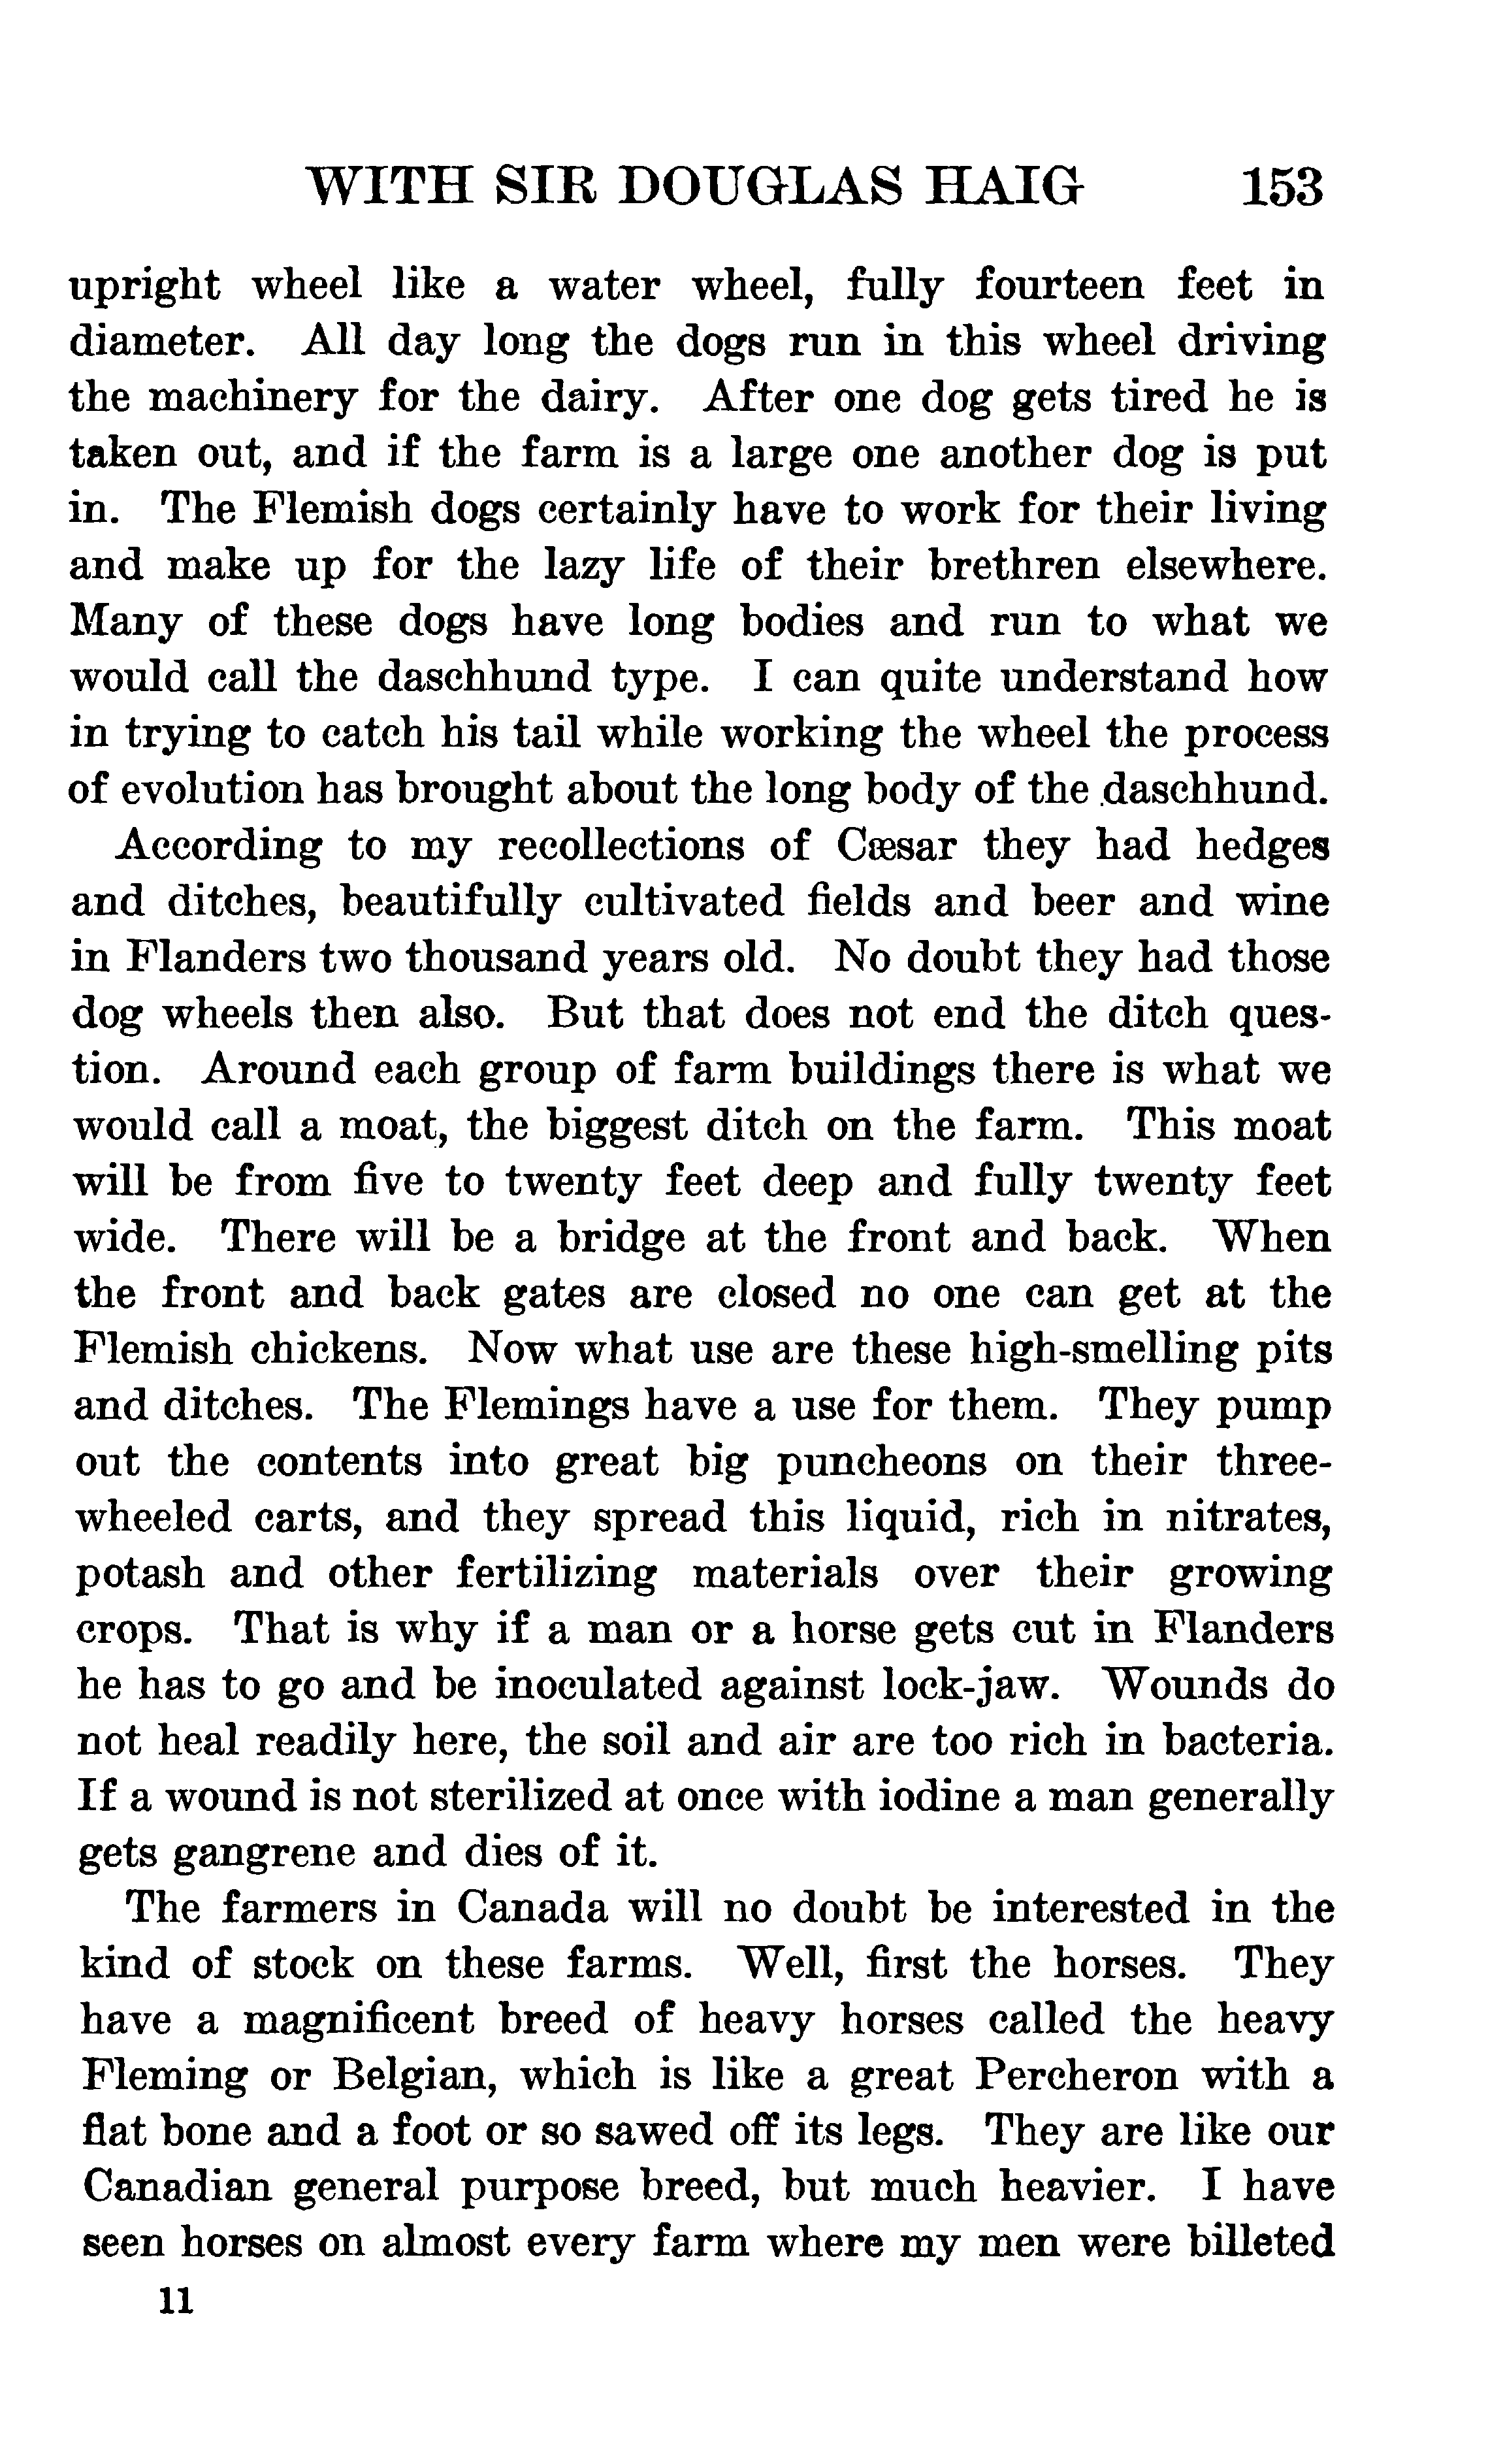 WITH SIR DOUGLAS HAIG 153
upright wheel like a water wheel, fully fourteen feet in
diameter. All day long the dogs run in this wheel driving
the machinery for the dairy. After one dog gets tired he is
taken out, and if the farm is a large one another dog is put
in. The Flemish dogs certainly have to work for their living
and make up for the lazy life of their brethren elsewhere.
Many of these dogs have long bodies and run to what we
would call the daschhund type. I can quite understand how
in trying to catch his tail while working the wheel the process
of evolution has brought about the long body of the daschhund.
According to my recollections of Cæsar they had hedges
and ditches, beautifully cultivated fields and beer and wine
in Flanders two thousand years old. No doubt they had those
dog wheels then also. But that does not end the ditch ques-
tion. Around each group of farm buildings there is what we
would call a moat, the biggest ditch on the farm. This moat
will be from five to twenty feet deep and fully twenty feet
wide. There will be a bridge at the front and back. When
the front and back gates are closed no one can get at the
Flemish chickens. Now what use are these high-smelling pits
and ditches. The Flemings have a use for them. They pump
out the contents into great big puncheons on their three-
wheeled carts, and they spread this liquid, rich in nitrates,
potash and other fertilizing materials over their growing
crops. That is why if a man or a horse gets cut in Flanders
he has to go and be inoculated against lock-jaw. Wounds do
not heal readily here, the soil and air are too rich in bacteria.
If a wound is not sterilized at once with iodine a man generally
gets gangrene and dies of it.
The farmers in Canada will no doubt be interested in the
kind of stock on these farms. Well, first the horses. They
have a magnificent breed of heavy horses called the heavy
Fleming or Belgian, which is like a great Percheron with a
flat bone and a foot or so sawed off its legs. They are like our
Canadian general purpose breed, but much heavier. I have
seen horses on almost every farm where my men were billeted
11